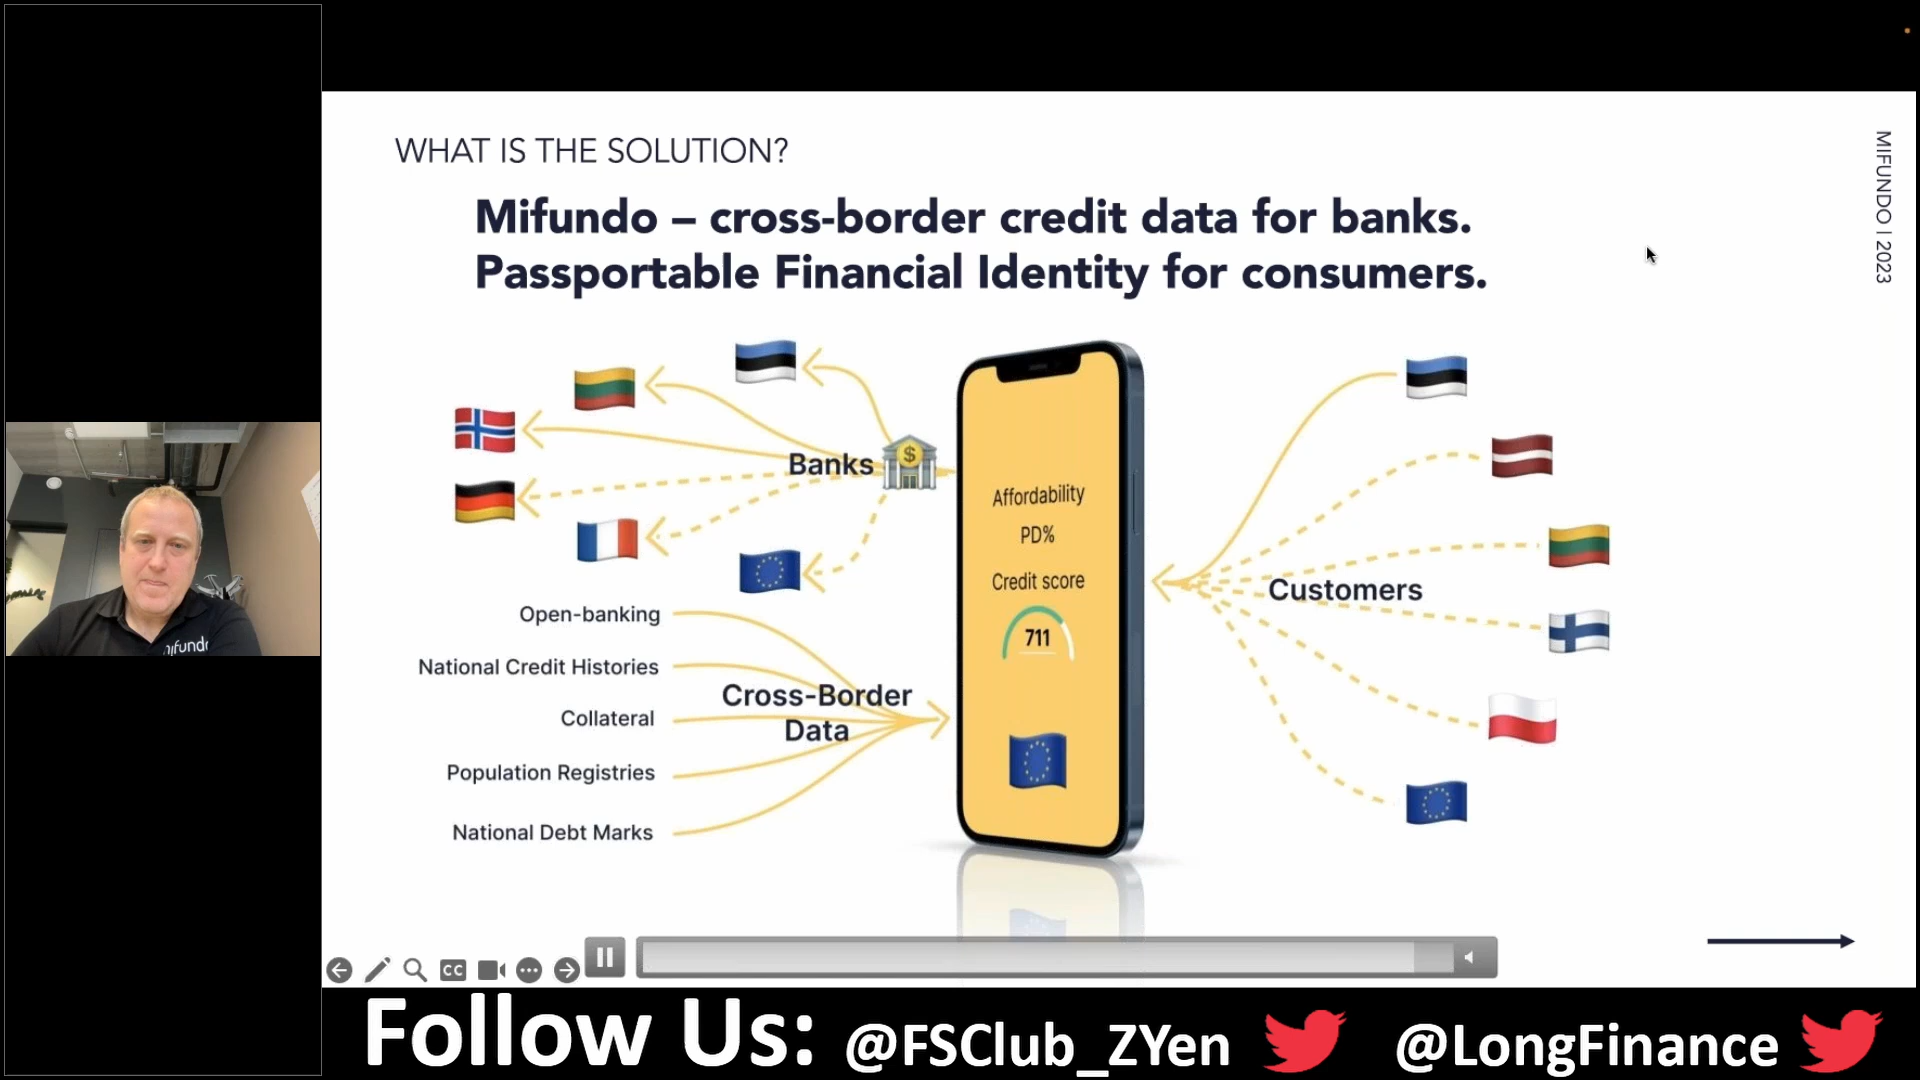 WHAT IS THE SOLUTION?
Mifundo – cross-border credit data for banks.
Passportable Financial Identity for consumers.
MIFUNDO | 2023
Banks
$
Open-banking
National Credit Histories
Collateral
Population Registries
National Debt Marks
Cross-Border
Data
Affordability
PD%
Credit score
711
Customers
mifundo
CC
Follow Us: @FSClub_ZYen @LongFinance